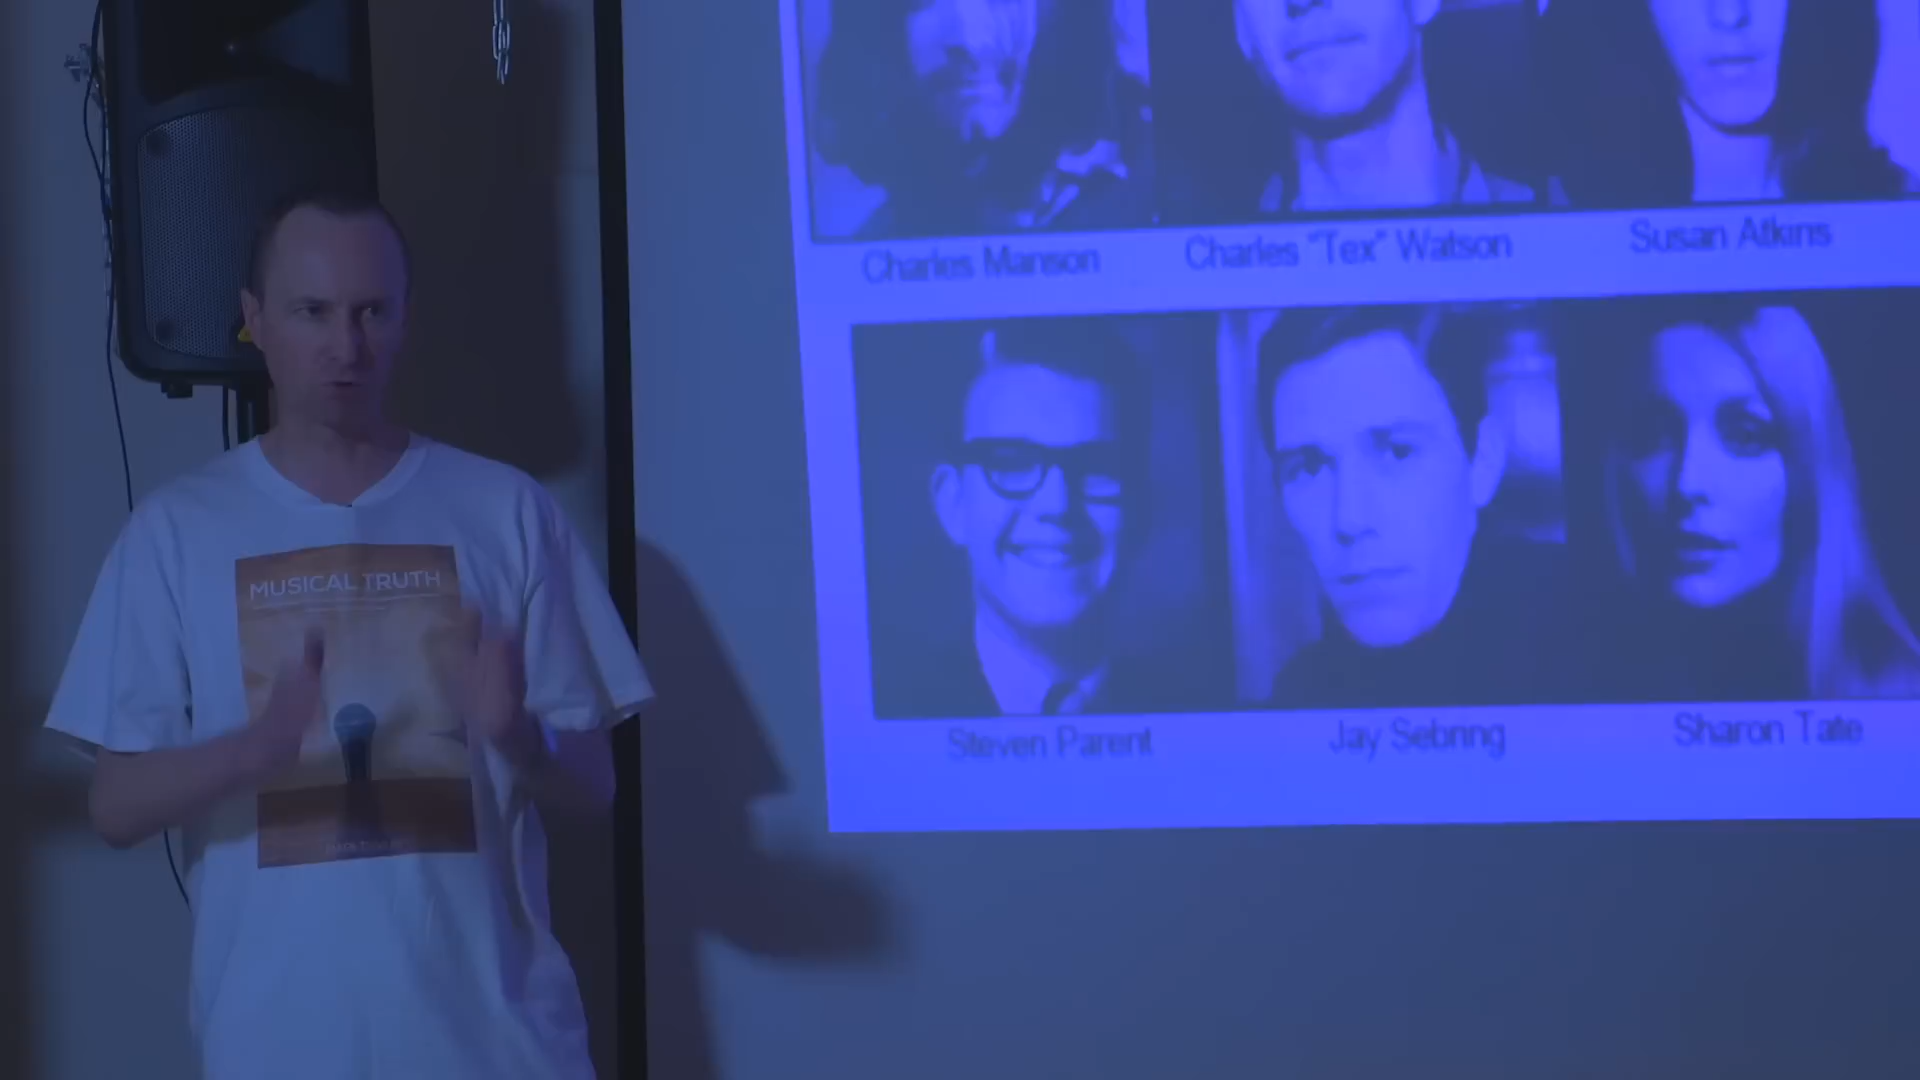 Charles Manson
Charles "Tex" Watson
Susan Atkins
MUSICAL TRUTH
Steven Parent
Jay Sebring
Sharon Tate